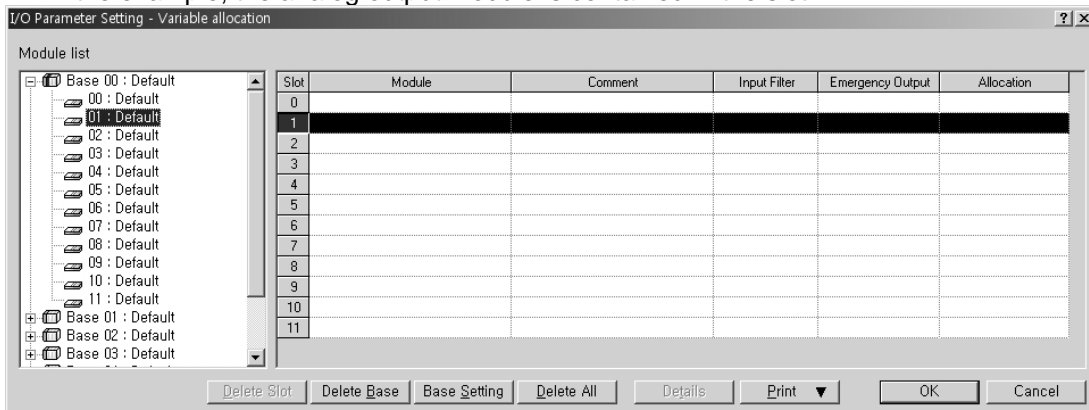 I/O Parameter Setting - Variable allocation ? x
Module list
Base 00 : Default
00 : Default
01 : Default
02 : Default
03 : Default
04 : Default
05 : Default
06 : Default
07 : Default
08 : Default
09 : Default
10 : Default
11 : Default
Base 01 : Default
Base 02 : Default
Base 03 : Default
Slot Module Comment Input Filter Emergency Output Allocation
0
1
2
3
4
5
6
7
8
9
10
11
Delete Slot Delete Base Base Setting Delete All Details Print ▼ OK Cancel